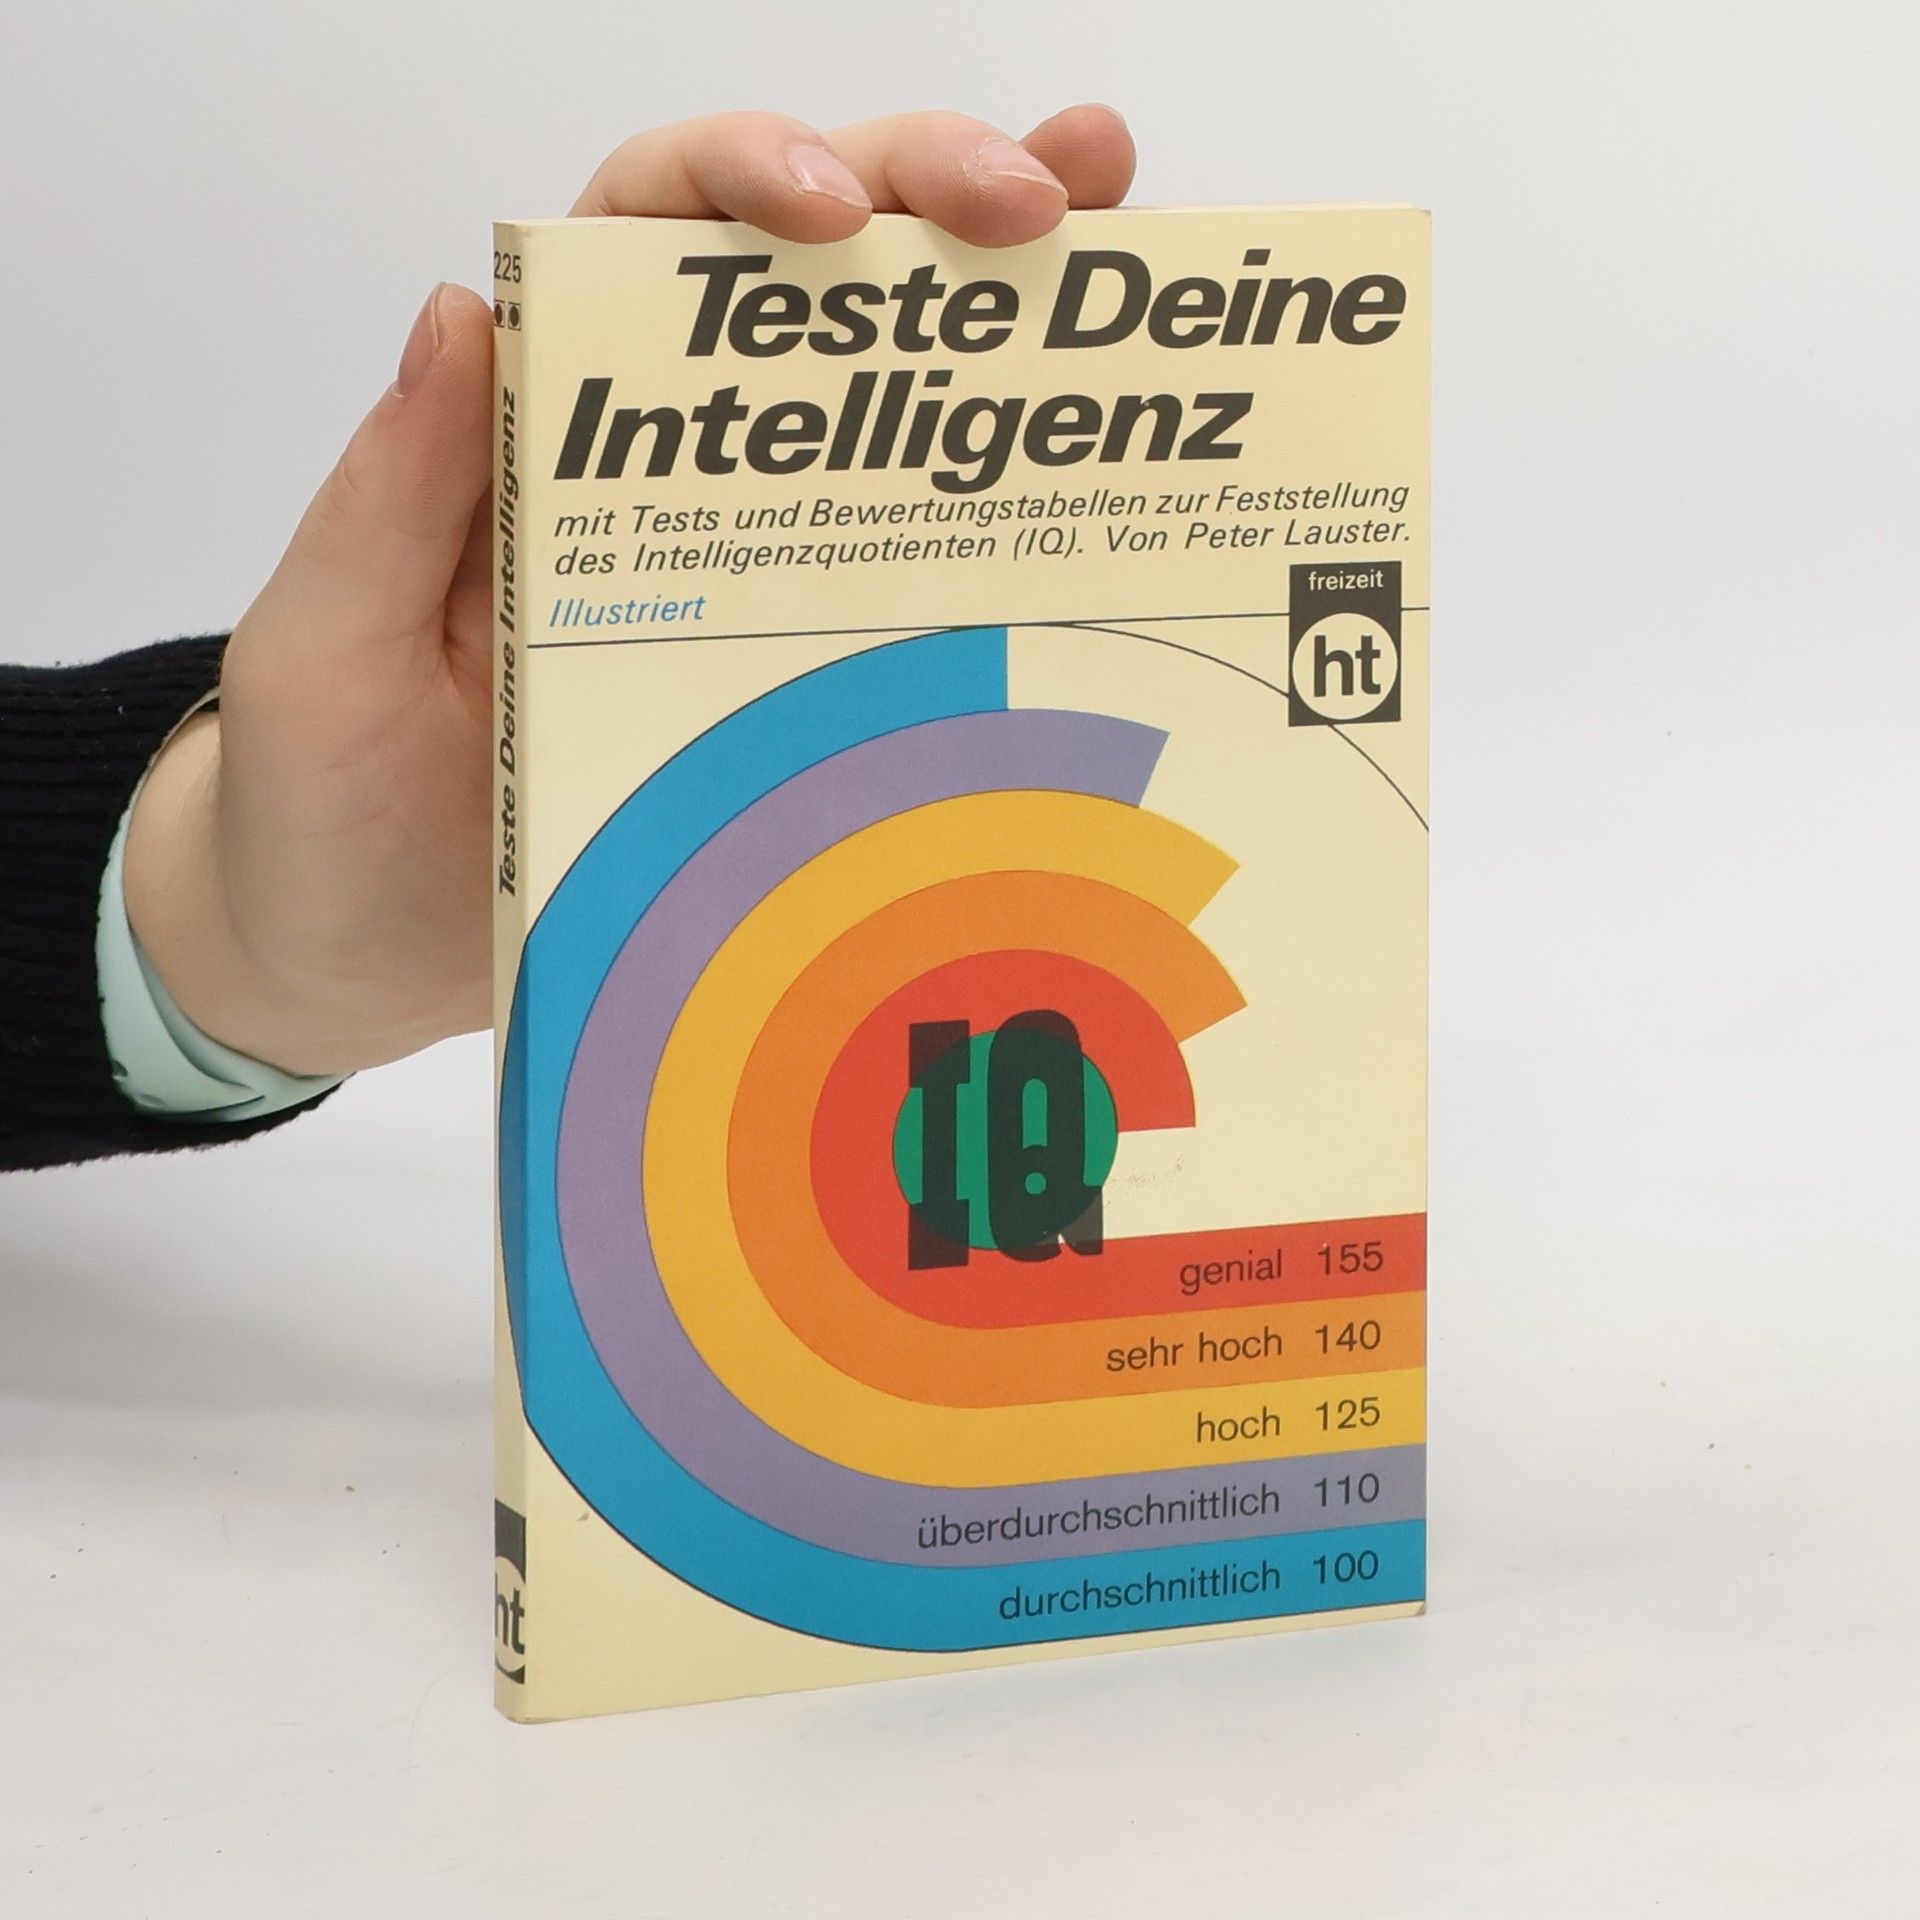 225
Teste Deine Intelligenz
ht
Teste Deine
Intelligenz
mit Tests und Bewertungstabellen zur Feststellung
des Intelligenzquotienten (IQ). Von Peter Lauster.
Illustriert
freizeit
ht
IQ
genial 155
sehr hoch 140
hoch 125
überdurchschnittlich 110
durchschnittlich 100